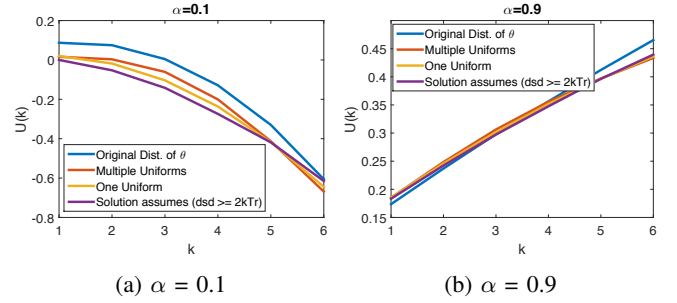 α=0.1
0.2
0
-0.2
-0.4
-0.6
-0.8
U(k)
Original Dist. of θ
Multiple Uniforms
One Uniform
Solution assumes (dsd >= 2kTr)
1 2 3 4 5 6
k
(a) α = 0.1
α=0.9
0.45
0.4
0.35
0.3
0.25
0.2
0.15
U(k)
Original Dist. of θ
Multiple Uniforms
One Uniform
Solution assumes (dsd >= 2kTr)
1 2 3 4 5 6
k
(b) α = 0.9